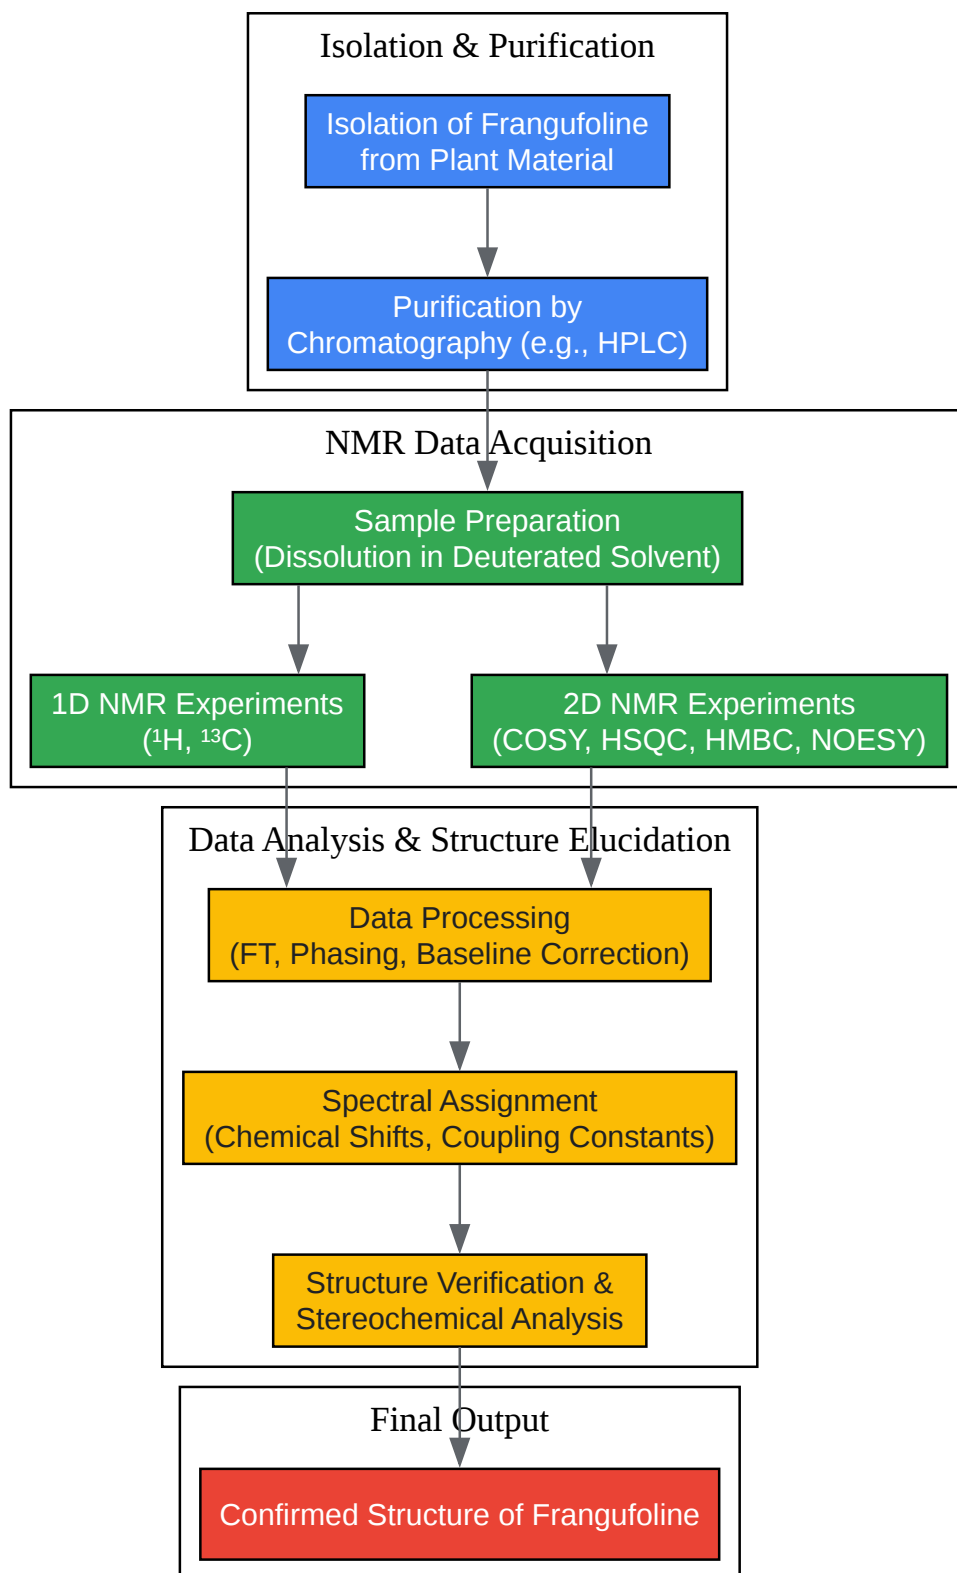 Isolation & Purification
Isolation of Frangufoline
from Plant Material
Purification by
Chromatography (e.g., HPLC)
NMR Data Acquisition
Sample Preparation
(Dissolution in Deuterated Solvent)
1D NMR Experiments
(¹H, ¹³C)
2D NMR Experiments
(COSY, HSQC, HMBC, NOESY)
Data Analysis & Structure Elucidation
Data Processing
(FT, Phasing, Baseline Correction)
Spectral Assignment
(Chemical Shifts, Coupling Constants)
Structure Verification &
Stereochemical Analysis
Final Output
Confirmed Structure of Frangufoline